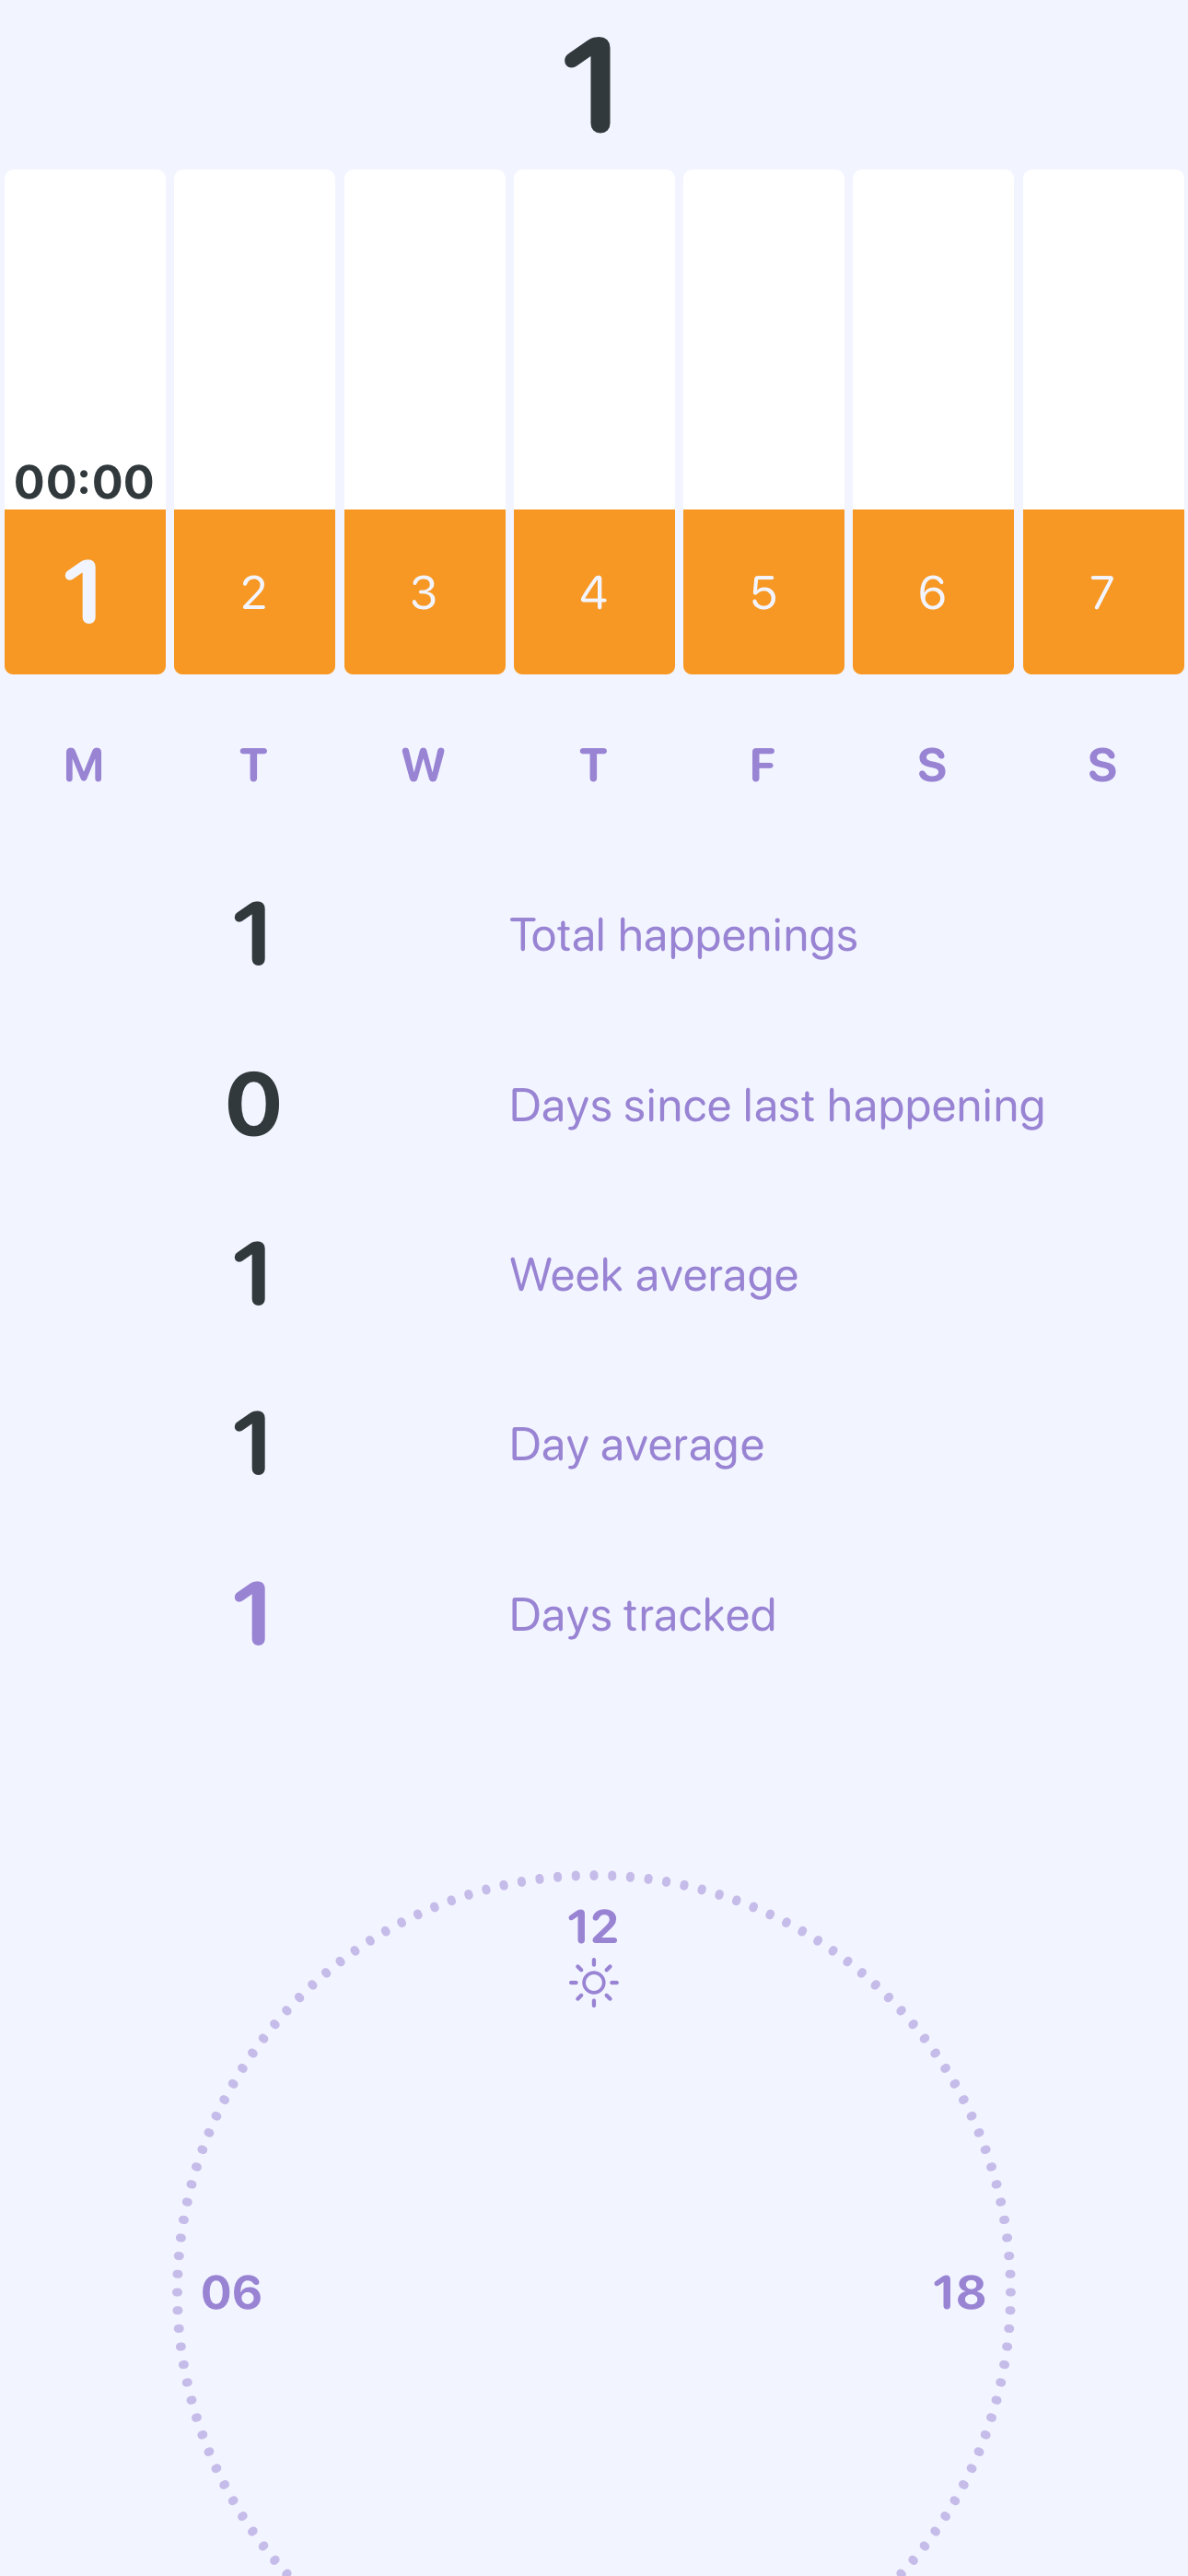 1
00:00
1 2 3 4 5 6 7
M T W T F S S
1 Total happenings
0 Days since last happening
1 Week average
1 Day average
1 Days tracked
12
06 18